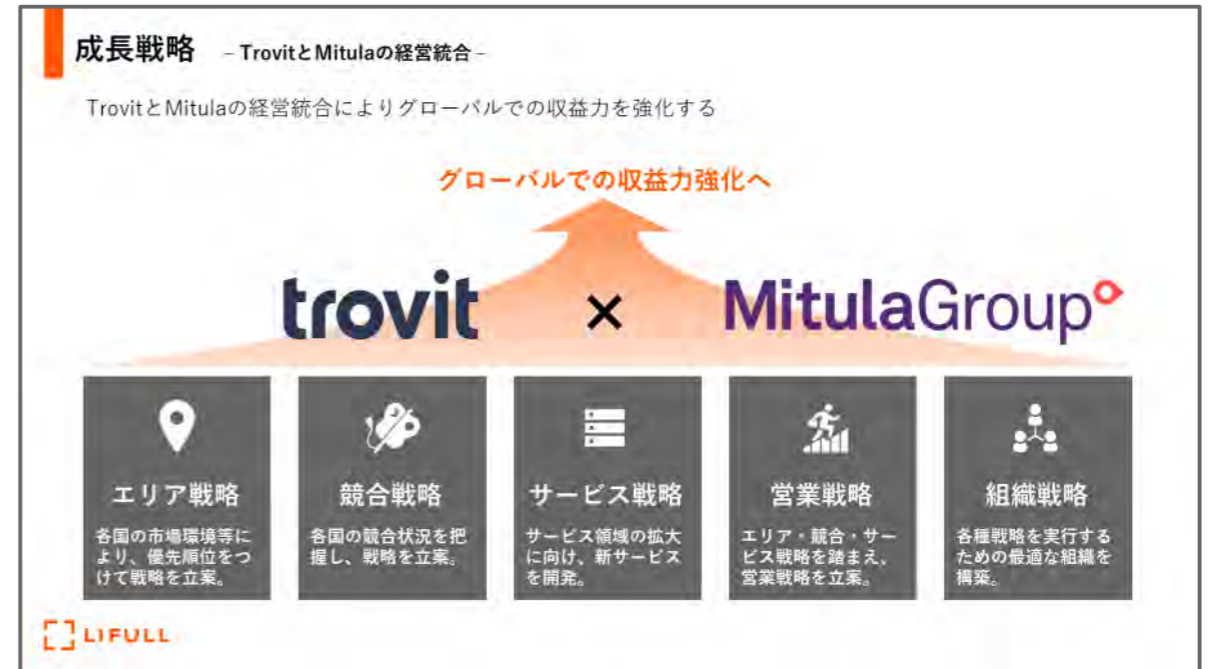 成長戦略 –TrovitとMitulaの経営統合–
TrovitとMitulaの経営統合によりグローバルでの収益力を強化する
グローバルでの収益力強化へ
trovit × MitulaGroup
エリア戦略
各国の市場環境等に
より、優先順位をつ
けて戦略を立案。
競合戦略
各国の競合状況を把
握し、戦略を立案。
サービス戦略
サービス領域の拡大
に向け、新サービス
を開発。
営業戦略
エリア・競合・サー
ビス戦略を踏まえ、
営業戦略を立案。
組織戦略
各種戦略を実行する
ための最適な組織を
構築。
LIFULL